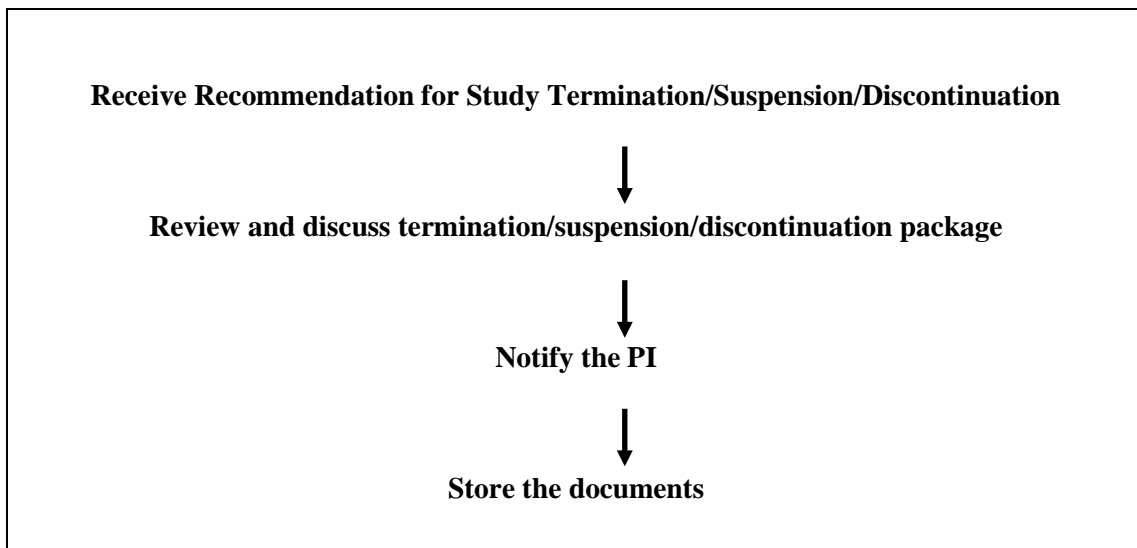 Receive Recommendation for Study Termination/Suspension/Discontinuation
Review and discuss termination/suspension/discontinuation package
Notify the PI
Store the documents